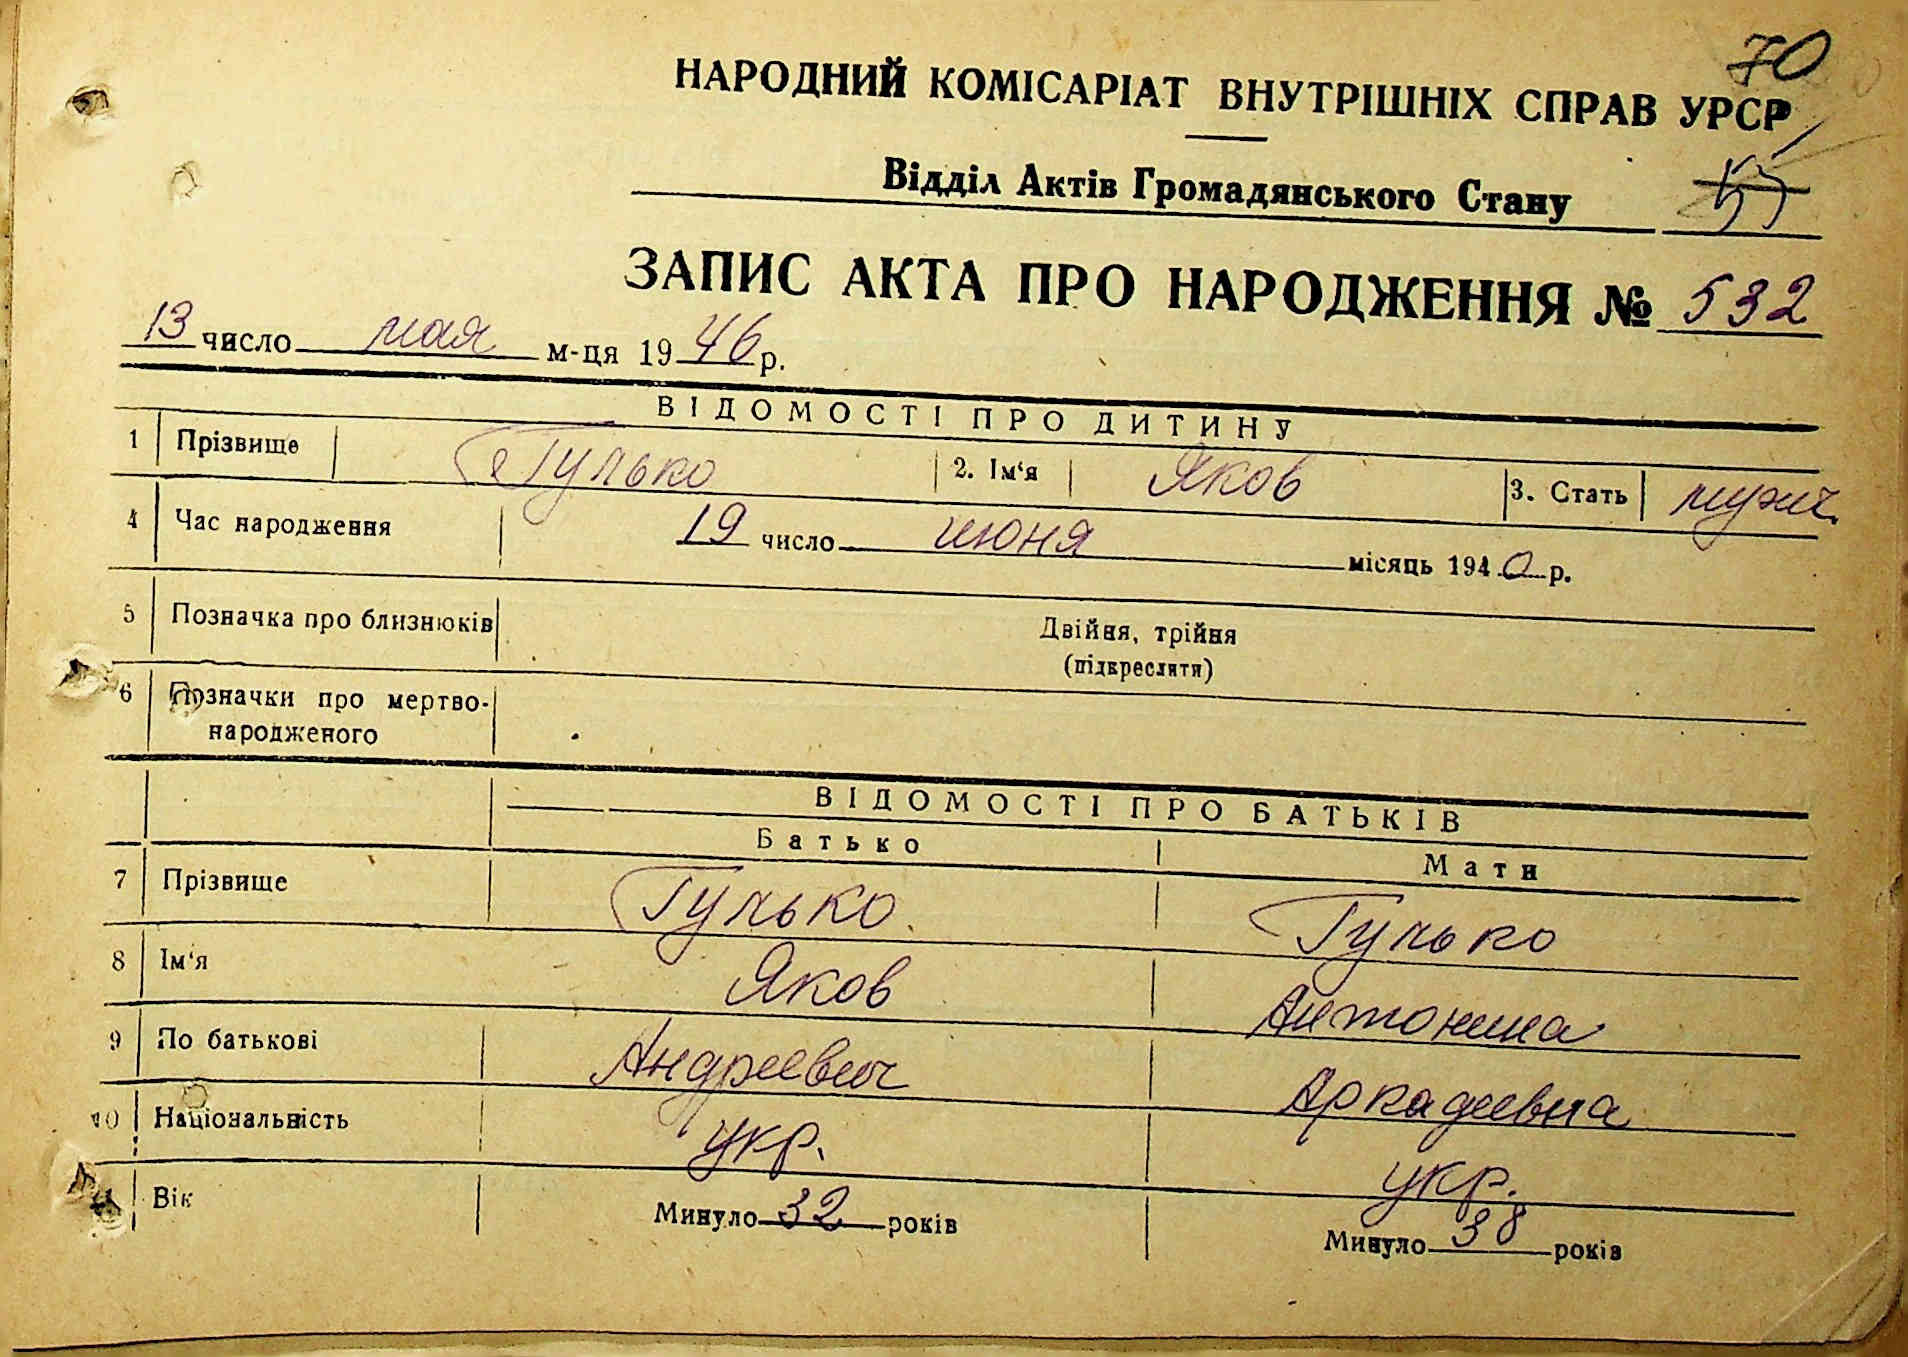 70
НАРОДНИЙ КОМІСАРІАТ ВНУТРІШНІХ СПРАВ УРСР
Відділ Актів Громадянського Стану
ЗАПИС АКТА ПРО НАРОДЖЕННЯ № 532
13 число мая м-ця 1946 р.
ВІДОМОСТІ ПРО ДИТИНУ
1 Прізвище Гулько 2. Ім‘я Яков 3. Стать муж.
4 Час народження 19 число июня місяць 1940 р.
5 Позначка про близнюків Двійня, трійня
(підкреслити)
6 Позначки про мертво-
народженого
ВІДОМОСТІ ПРО БАТЬКІВ
Батько Мати
7 Прізвище Гулько Гулько
8 Ім‘я Яков Антонина
9 По батькові Андреевич Аркадиевна
10 Національність укр. укр.
Вік Минуло 32 років Минуло 38 років